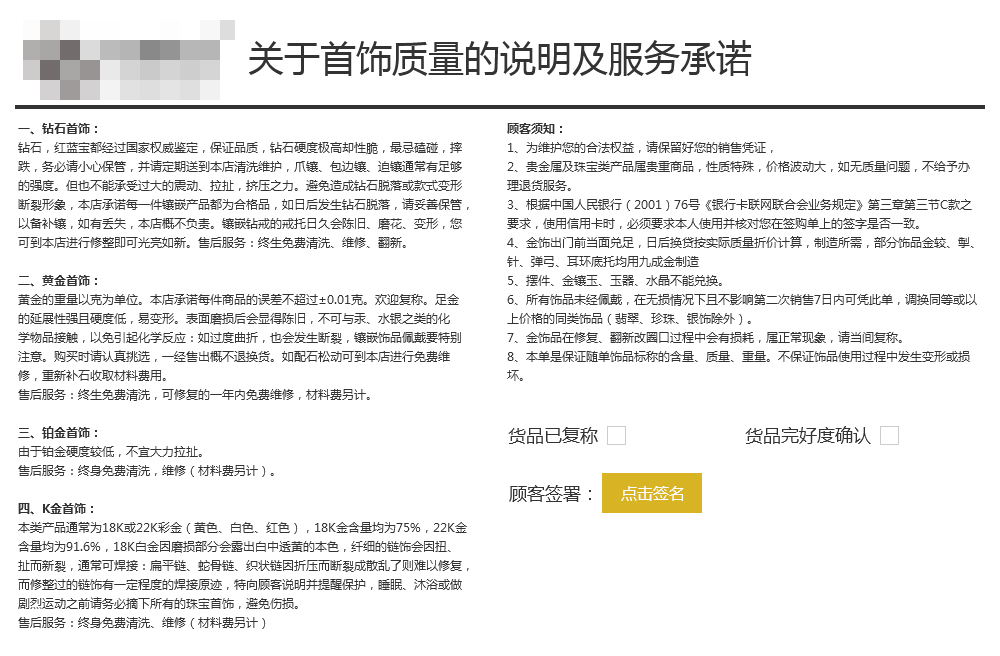 关于首饰质量的说明及服务承诺
一、钻石首饰：
钻石，红蓝宝都经过国家权威鉴定，保证品质，钻石硬度极高却性脆，最忌磕碰，摔
跌，务必请小心保管，并请定期送到本店清洗维护，爪镶、包边镶、迫镶通常有足够
的强度。但也不能承受过大的震动、拉扯，挤压之力。避免造成钻石脱落或款式变形
断裂形象，本店承诺每一件镶嵌产品都为合格品，如日后发生钻石脱落，请妥善保管，
以备补镶，如有丢失，本店概不负责。镶嵌钻戒的戒托日久会陈旧、磨花、变形，您
可到本店进行修整即可光亮如新。售后服务：终生免费清洗、维修、翻新。
二、黄金首饰：
黄金的重量以克为单位。本店承诺每件商品的误差不超过±0.01克。欢迎复称。足金
的延展性强且硬度低，易变形。表面磨损后会显得陈旧，不可与汞、水银之类的化
学物品接触，以免引起化学反应：如过度曲折，也会发生断裂，镶嵌饰品佩戴要特别
注意。购买时请认真挑选，一经售出概不退换货。如配石松动可到本店进行免费维
修，重新补石收取材料费用。
售后服务：终生免费清洗，可修复的一年内免费维修，材料费另计。
三、铂金首饰：
由于铂金硬度较低，不宜大力拉扯。
售后服务：终身免费清洗，维修（材料费另计）。
四、K金首饰：
本类产品通常为18K或22K彩金（黄色、白色、红色），18K金含量均为75%，22K金
含量均为91.6%，18K白金因磨损部分会露出白中透黄的本色，纤细的链饰会因扭、
扯而新裂，通常可焊接：扁平链、蛇骨链、织状链因折压而断裂成散乱了则难以修复，
而修整过的链饰有一定程度的焊接原迹，特向顾客说明并提醒保护，睡眠、沐浴或做
剧烈运动之前请务必摘下所有的珠宝首饰，避免伤损。
售后服务：终身免费清洗、维修（材料费另计）
顾客须知：
1、为维护您的合法权益，请保留好您的销售凭证，
2、贵金属及珠宝类产品属贵重商品，性质特殊，价格波动大，如无质量问题，不给予办
理退货服务。
3、根据中国人民银行（2001）76号《银行卡联网联合会业务规定》第三章第三节C款之
要求，使用信用卡时，必须要求本人使用并核对您在签购单上的签字是否一致。
4、金饰出门前当面兑足，日后换贷按实际质量折价计算，制造所需，部分饰品金较、掣、
针、弹弓、耳环底托均用九成金制造
5、摆件、金镶玉、玉器、水晶不能兑换。
6、所有饰品未经佩戴，在无损情况下且不影响第二次销售7日内可凭此单，调换同等或以
上价格的同类饰品（翡翠、珍珠、银饰除外）。
7、金饰品在修复、翻新改圈口过程中会有损耗，属正常现象，请当间复称。
8、本单是保证随单饰品标称的含量、质量、重量。不保证饰品使用过程中发生变形或损
坏。
货品已复称
货品完好度确认
顾客签署：
点击签名